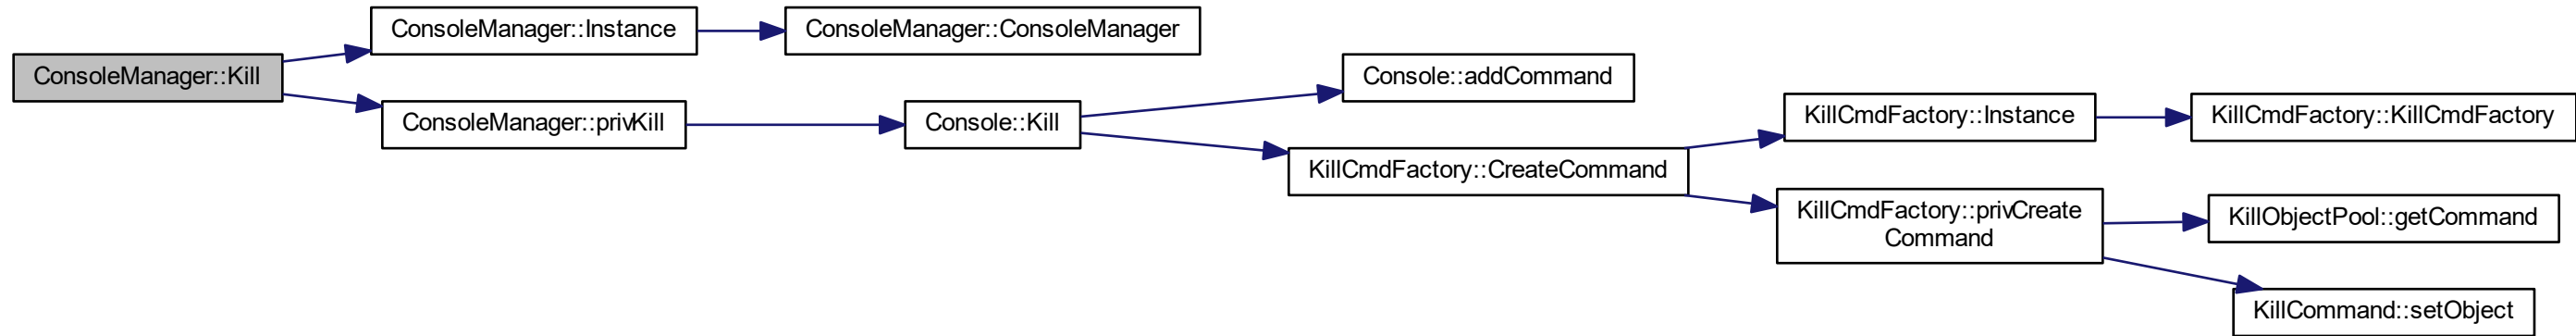 ConsoleManager::Kill
ConsoleManager::Instance
ConsoleManager::ConsoleManager
ConsoleManager::privKill
Console::Kill
Console::addCommand
KillCmdFactory::CreateCommand
KillCmdFactory::Instance
KillCmdFactory::KillCmdFactory
KillCmdFactory::privCreate
Command
KillObjectPool::getCommand
KillCommand::setObject